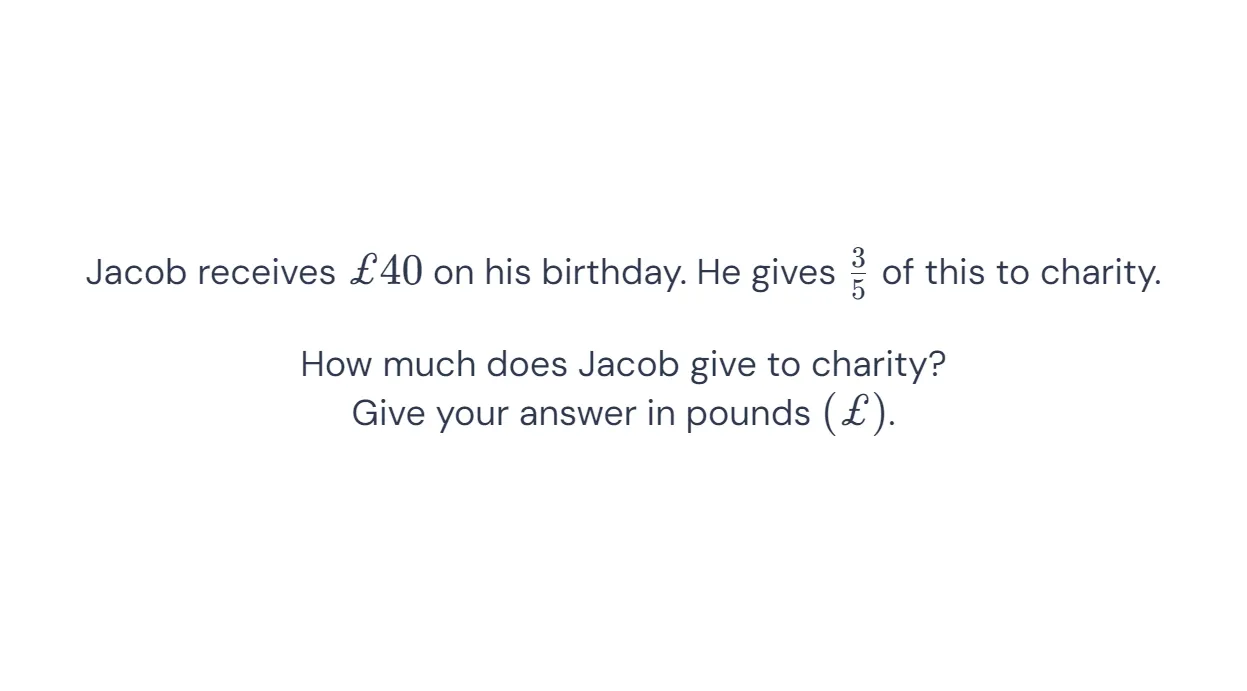 Jacob receives £40 on his birthday. He gives 3/5 of this to charity.
How much does Jacob give to charity?
Give your answer in pounds (£).